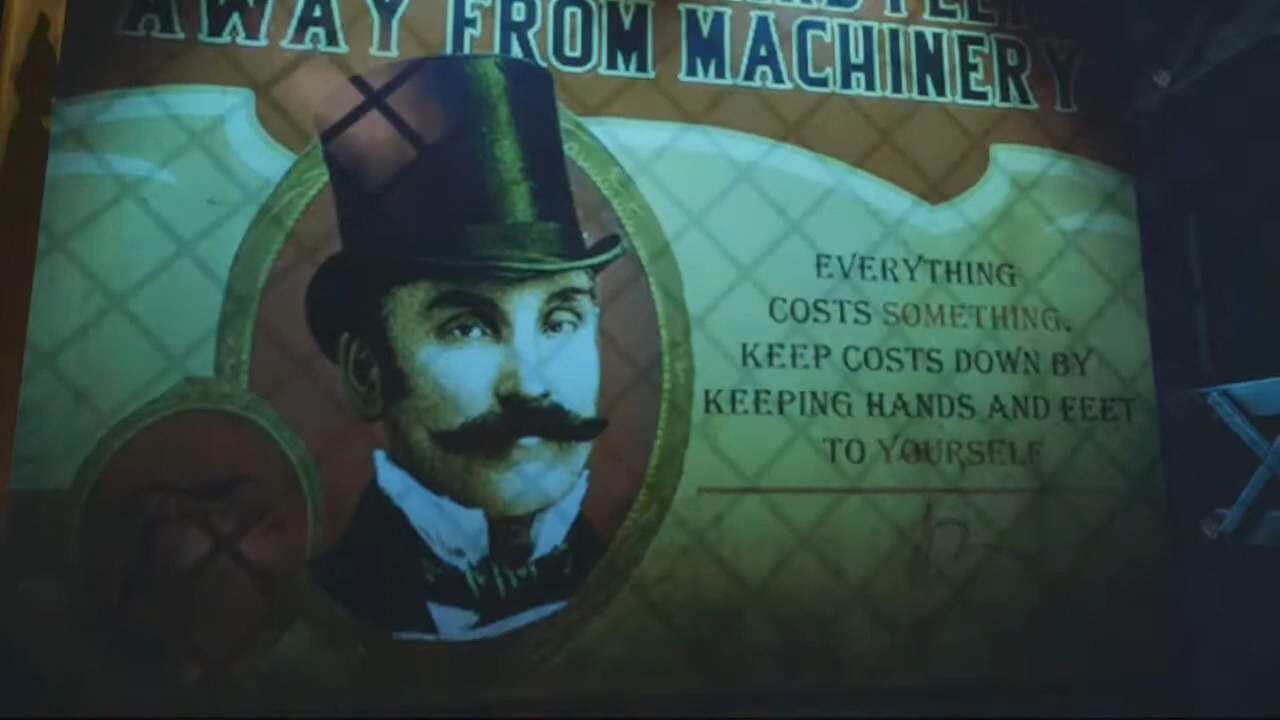 AWAY FROM MACHINERY
EVERYTHING
COSTS SOMETHING.
KEEP COSTS DOWN BY
KEEPING HANDS AND FEET
TO YOURSELF